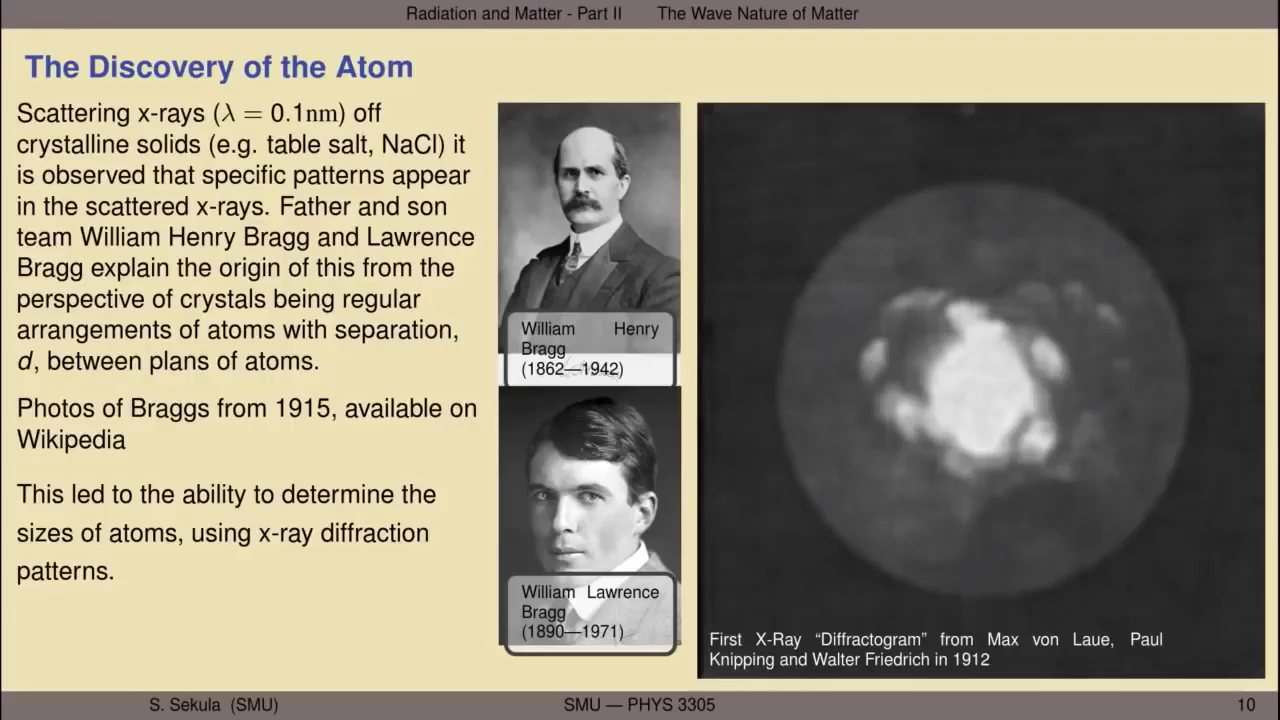 Radiation and Matter - Part II The Wave Nature of Matter
The Discovery of the Atom
Scattering x-rays (λ = 0.1nm) off
crystalline solids (e.g. table salt, NaCl) it
is observed that specific patterns appear
in the scattered x-rays. Father and son
team William Henry Bragg and Lawrence
Bragg explain the origin of this from the
perspective of crystals being regular
arrangements of atoms with separation,
d, between plans of atoms.
Photos of Braggs from 1915, available on
Wikipedia
This led to the ability to determine the
sizes of atoms, using x-ray diffraction
patterns.
William Henry
Bragg
(1862—1942)
William Lawrence
Bragg
(1890—1971)
First X-Ray “Diffractogram” from Max von Laue, Paul
Knipping and Walter Friedrich in 1912
S. Sekula (SMU) SMU — PHYS 3305 10